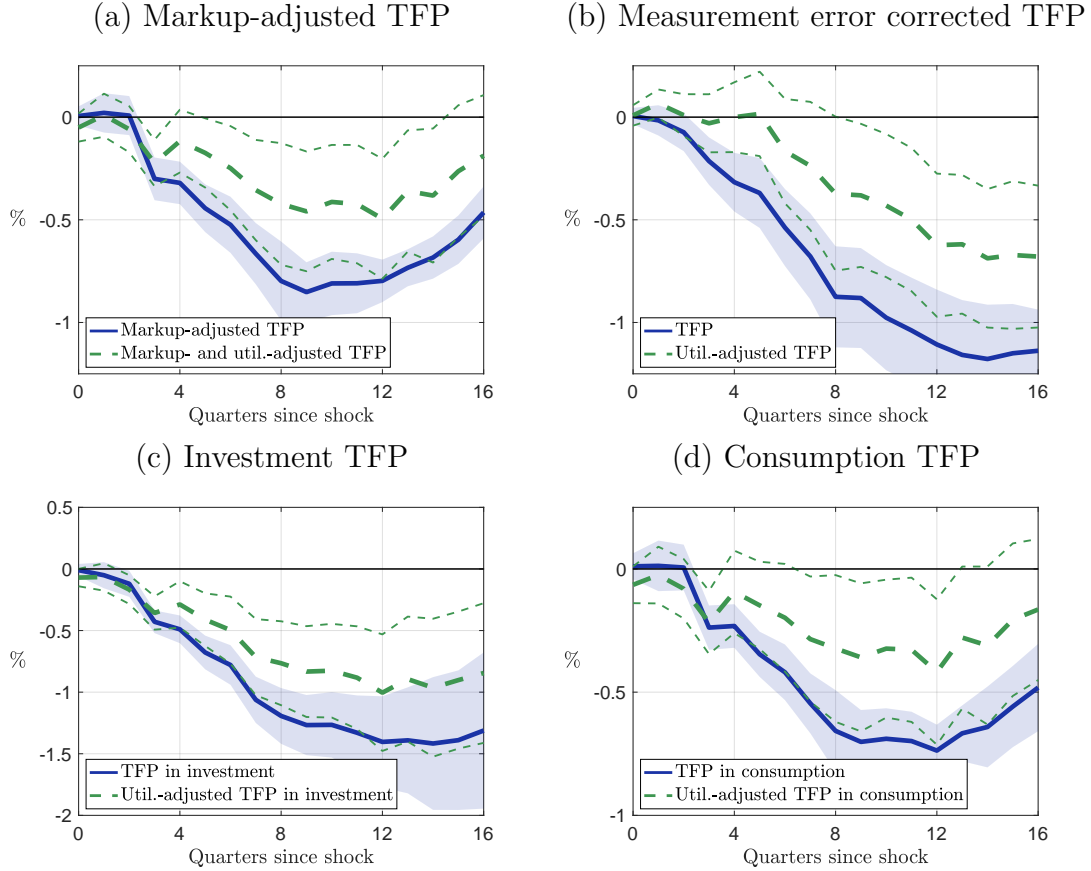 (a) Markup-adjusted TFP
0
-0.5
-1
%
Markup-adjusted TFP
Markup- and util.-adjusted TFP
0 4 8 12 16
Quarters since shock
(b) Measurement error corrected TFP
0
-0.5
-1
%
TFP
Util.-adjusted TFP
0 4 8 12 16
Quarters since shock
(c) Investment TFP
0.5
0
-0.5
-1
-1.5
-2
%
TFP in investment
Util.-adjusted TFP in investment
0 4 8 12 16
Quarters since shock
(d) Consumption TFP
0
-0.5
-1
%
TFP in consumption
Util.-adjusted TFP in consumption
0 4 8 12 16
Quarters since shock